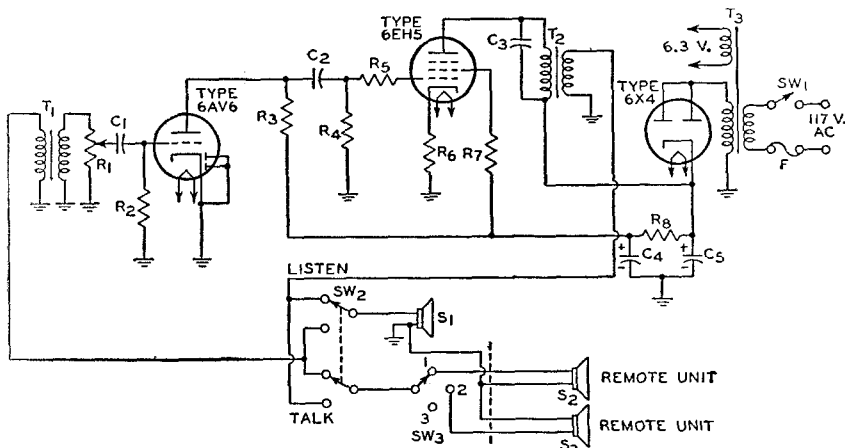 TYPE
6EH5
T3
C3
T2
6.3 V.
C2
R5
TYPE
6AV6
TYPE
6X4
SW1
117 V.
AC
T1
C1
R3
R4
R1
R6
R7
F
R2
R8
C4
C5
LISTEN
SW2
S1
1
REMOTE UNIT
2
S2
TALK
3
REMOTE UNIT
SW3